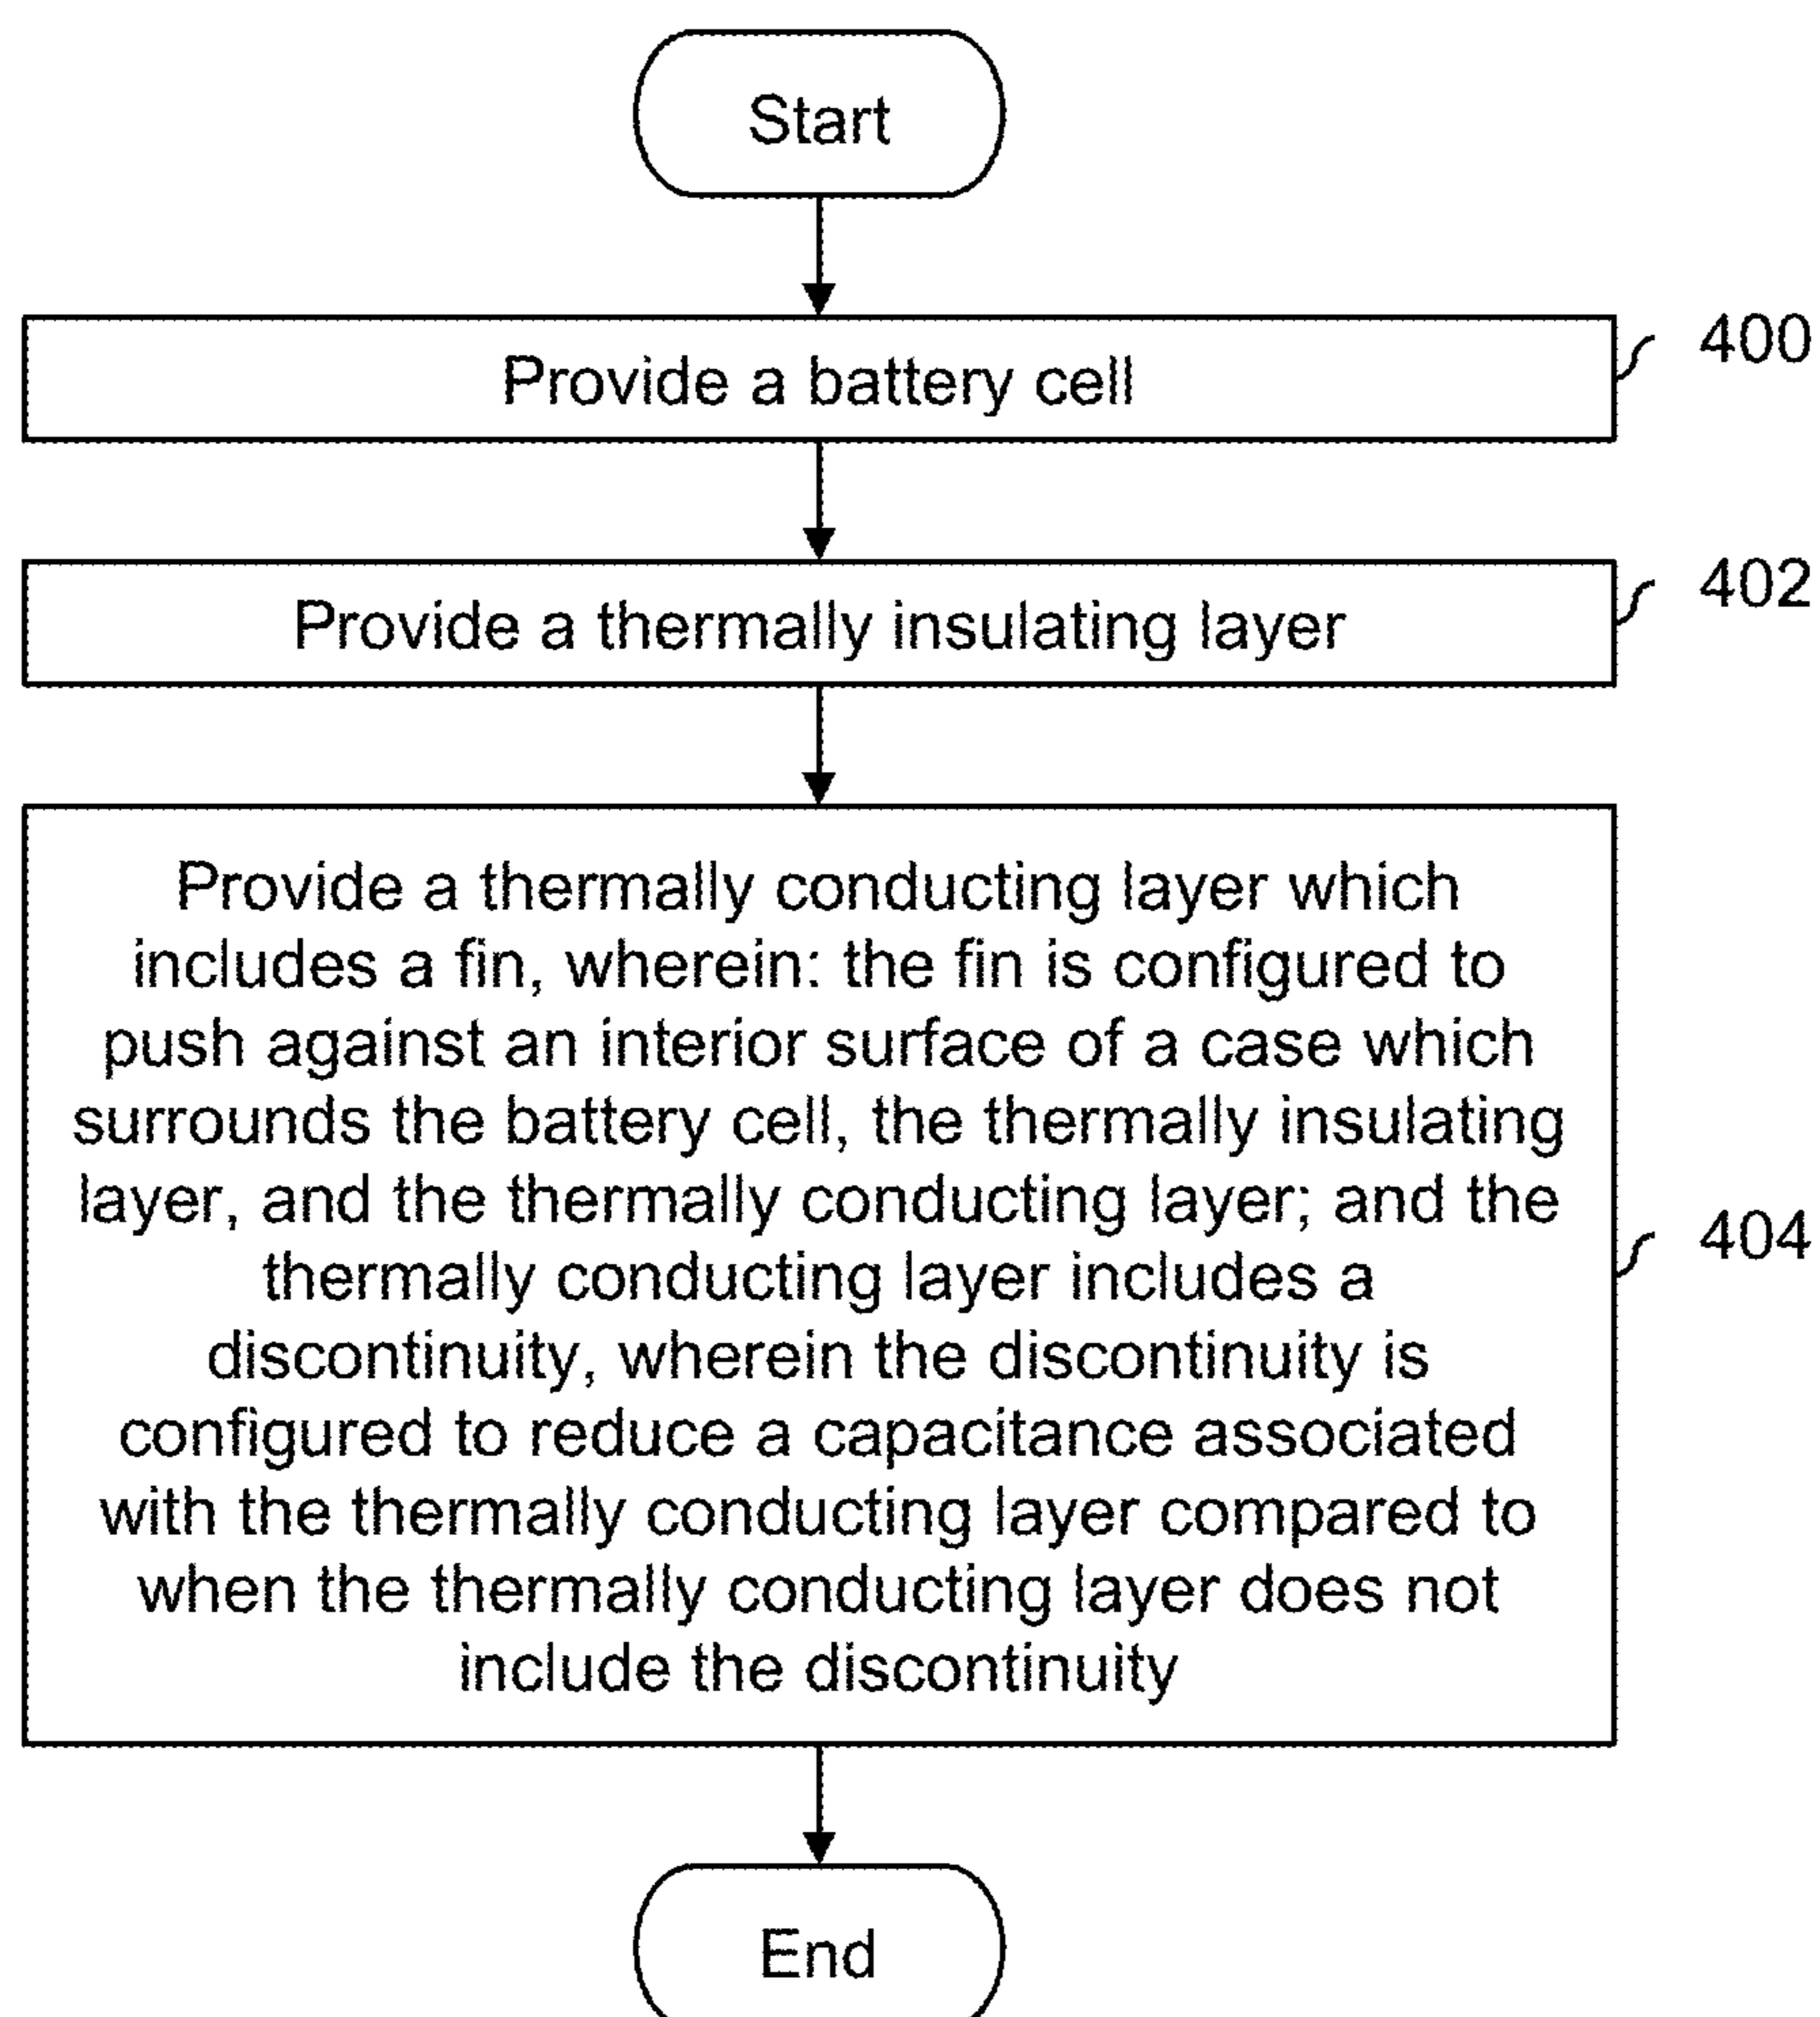 Start
Provide a battery cell
400
Provide a thermally insulating layer
402
Provide a thermally conducting layer which
includes a fin, wherein: the fin is configured to
push against an interior surface of a case which
surrounds the battery cell, the thermally insulating
layer, and the thermally conducting layer; and the
thermally conducting layer includes a
discontinuity, wherein the discontinuity is
configured to reduce a capacitance associated
with the thermally conducting layer compared to
when the thermally conducting layer does not
include the discontinuity
404
End